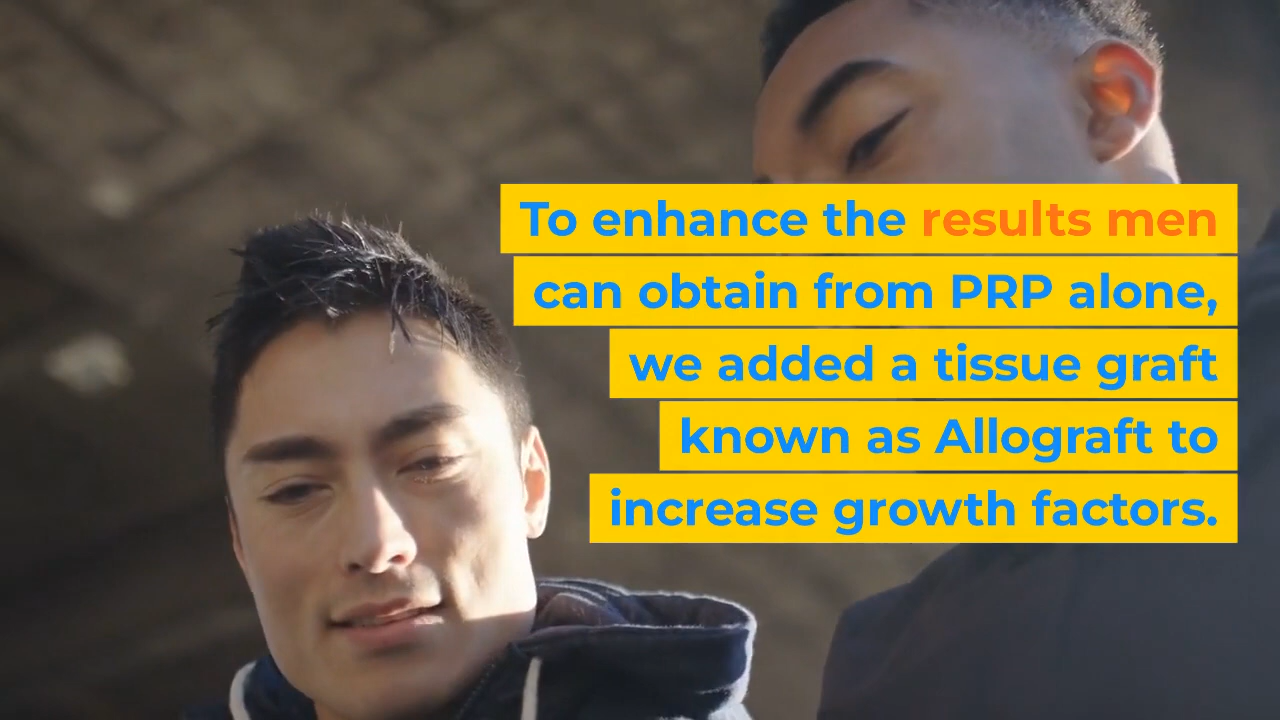 To enhance the results men
can obtain from PRP alone,
we added a tissue graft
known as Allograft to
increase growth factors.